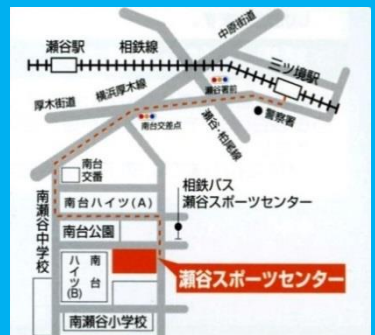 中原街道
瀬谷駅
相鉄線
三ツ境駅
瀬谷署前
横浜厚木線
厚木街道
警察署
南台交差点
瀬谷・柏尾線
南台
交番
相鉄バス
瀬谷スポーツセンター
南台ハイツ(A)
南瀬谷中学校
南台公園
南台
ハイツ(B)
瀬谷スポーツセンター
南瀬谷小学校